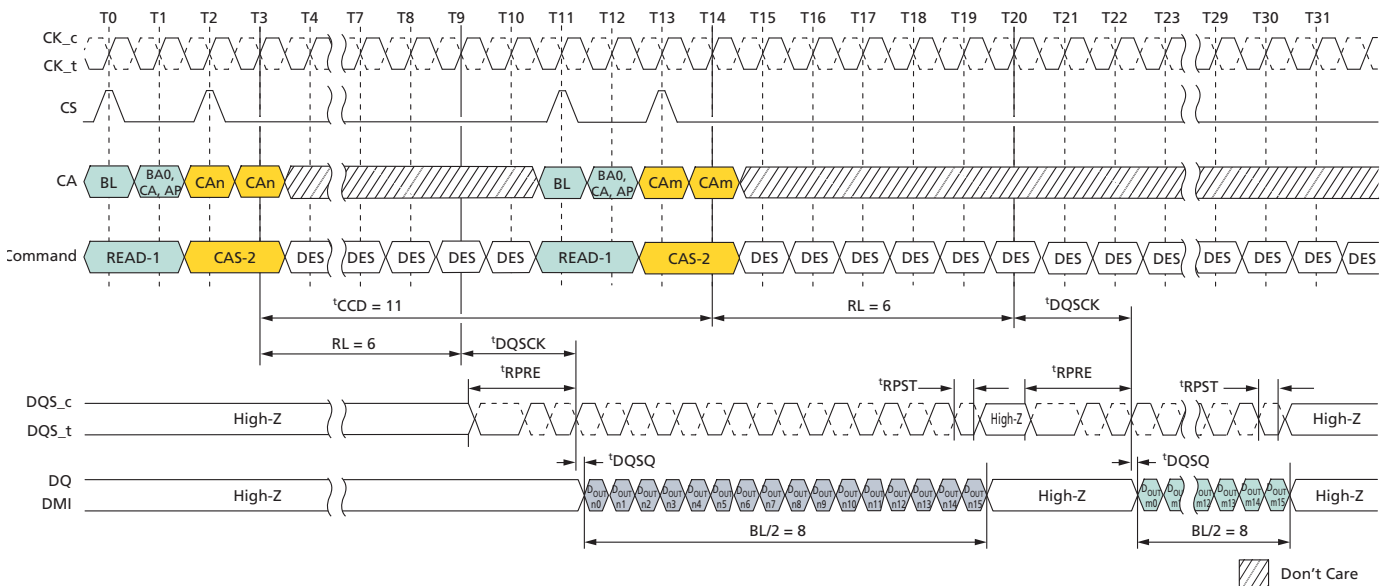 T0 T1 T2 T3 T4 T7 T8 T9 T10 T11 T12 T13 T14 T15 T16 T17 T18 T19 T20 T21 T22 T23 T29 T30 T31
CK_c
CK_t
CS
CA BL BA0, CA, AP CAn CAn BL BA0, CA, AP CAm CAm
Command READ-1 CAS-2 DES DES DES DES DES READ-1 CAS-2 DES DES DES DES DES DES DES DES DES DES DES DES DES
tCCD = 11 RL = 6 tDQSCK
RL = 6 tDQSCK
tRPRE tRPST tRPRE tRPST
DQS_c
DQS_t
High-Z High-Z High-Z
tDQSQ tDQSQ
DQ
DMI
High-Z DOUT n0 DOUT n1 DOUT n2 DOUT n3 DOUT n4 DOUT n5 DOUT n6 DOUT n7 DOUT n8 DOUT n9 DOUT n10 DOUT n11 DOUT n12 DOUT n13 DOUT n14 DOUT n15 High-Z DOUT m0 DOUT m12 DOUT m13 DOUT m14 DOUT m15 High-Z
BL/2 = 8 BL/2 = 8
Don't Care